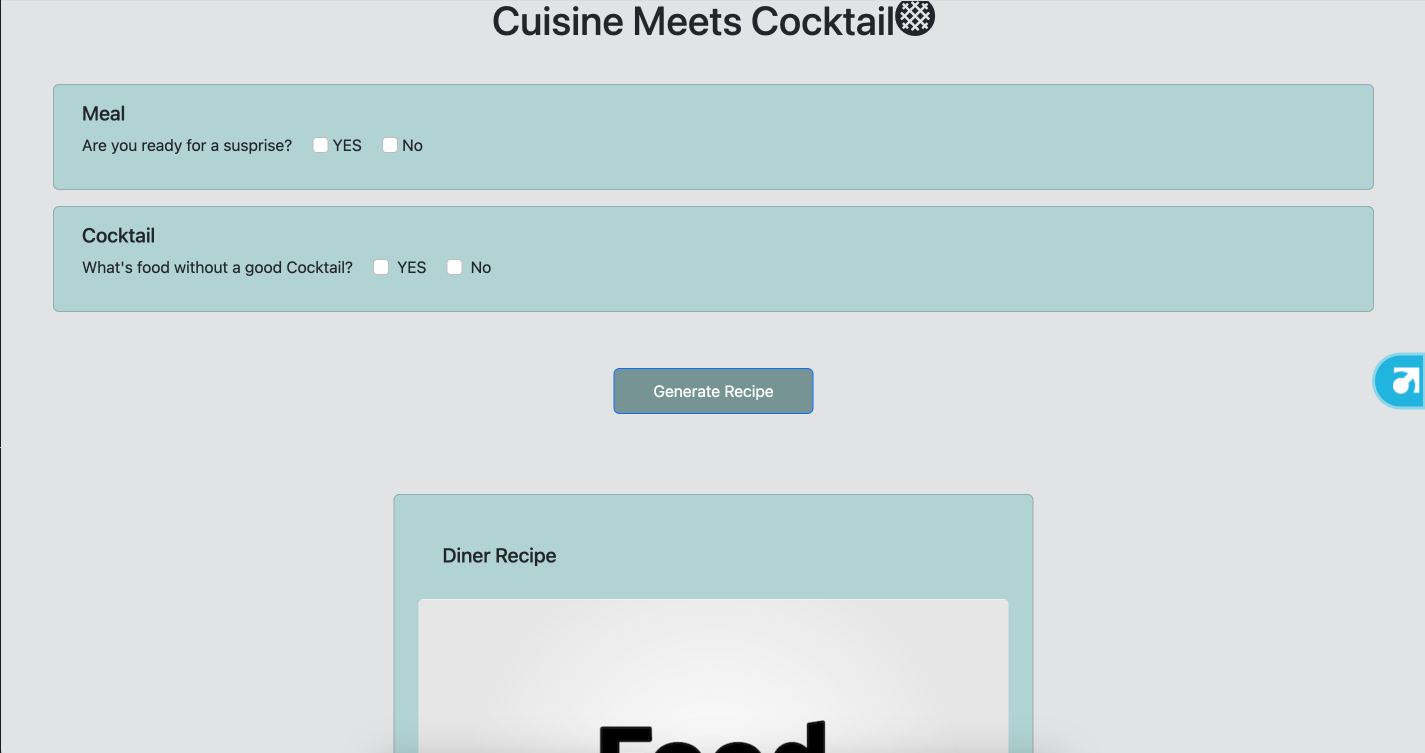 Cuisine Meets Cocktail
Meal
Are you ready for a susprise? YES No
Cocktail
What's food without a good Cocktail? YES No
Generate Recipe
Diner Recipe
Food